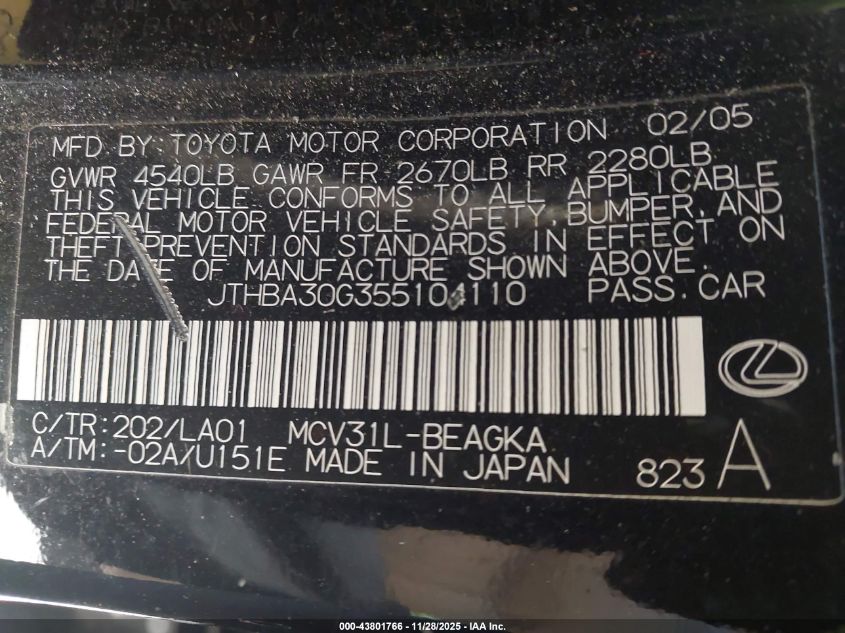 MFD BY: TOYOTA MOTOR CORPORATION 02/05
GVWR 4540LB GAWR FR 2670LB RR 2280LB
THIS VEHICLE CONFORMS TO ALL APPLICABLE
FEDERAL MOTOR VEHICLE SAFETY, BUMPER, AND
THEFT PREVENTION STANDARDS IN EFFECT ON
THE DATE OF MANUFACTURE SHOWN ABOVE.
JTHBA30G355104110 PASS. CAR
C/TR: 202/LA01 MCV31L-BEAGKA
A/TM: -02A/U151E MADE IN JAPAN 823 A
000-43801766 - 11/28/2025 - IAA Inc.